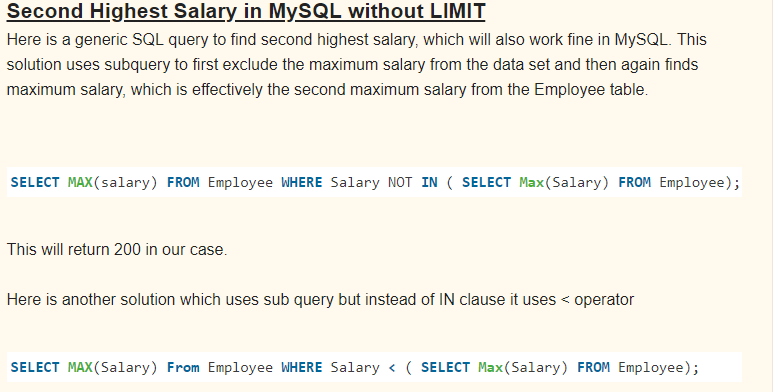 Second Highest Salary in MySQL without LIMIT
Here is a generic SQL query to find second highest salary, which will also work fine in MySQL. This
solution uses subquery to first exclude the maximum salary from the data set and then again finds
maximum salary, which is effectively the second maximum salary from the Employee table.
SELECT MAX(salary) FROM Employee WHERE Salary NOT IN ( SELECT Max(Salary) FROM Employee);
This will return 200 in our case.
Here is another solution which uses sub query but instead of IN clause it uses < operator
SELECT MAX(Salary) From Employee WHERE Salary < ( SELECT Max(Salary) FROM Employee);